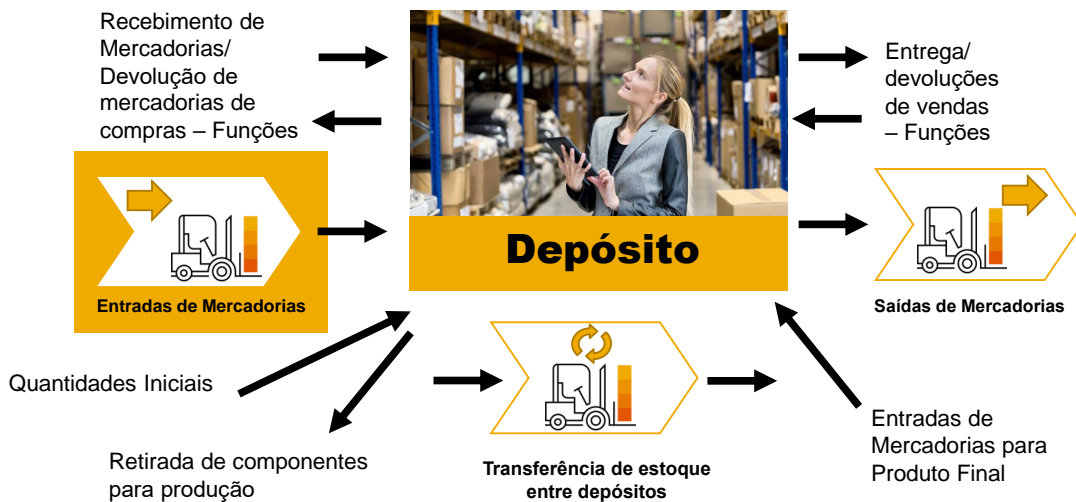 Recebimento de
Mercadorias/
Devolução de
mercadorias de
compras – Funções
Entrega/
devoluções
de vendas
– Funções
Depósito
Entradas de Mercadorias
Saídas de Mercadorias
Quantidades Iniciais
Retirada de componentes
para produção
Transferência de estoque
entre depósitos
Entradas de
Mercadorias para
Produto Final